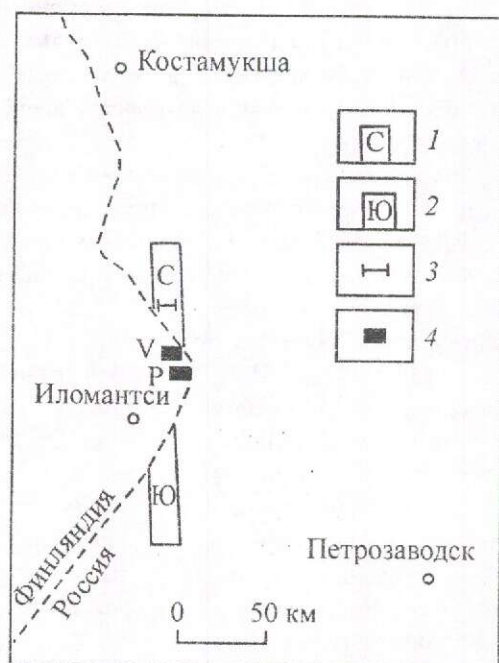 Костамукша
С
1
Ю
2
3
4
С
V
P
Иломантси
Ю
Финляндия
Россия
Петрозаводск
0 50 км